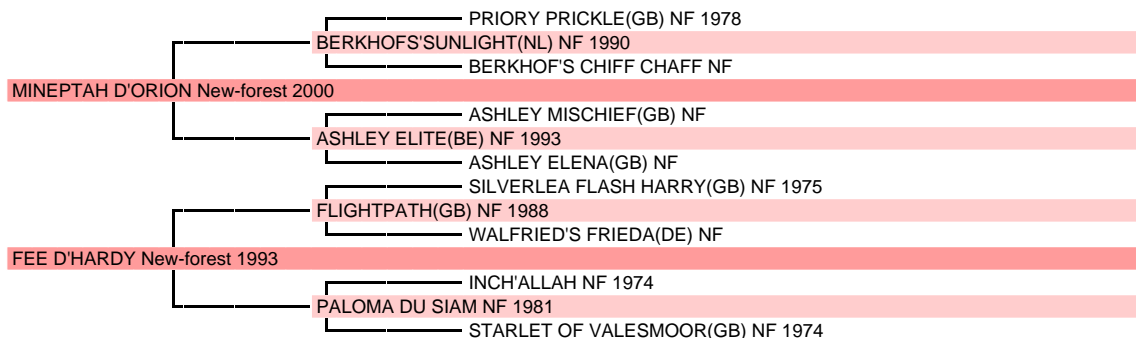 PRIORY PRICKLE(GB) NF 1978
BERKHOFS'SUNLIGHT(NL) NF 1990
BERKHOF'S CHIFF CHAFF NF
MINEPTAH D'ORION New-forest 2000
ASHLEY MISCHIEF(GB) NF
ASHLEY ELITE(BE) NF 1993
ASHLEY ELENA(GB) NF
SILVERLEA FLASH HARRY(GB) NF 1975
FLIGHTPATH(GB) NF 1988
WALFRIED'S FRIEDA(DE) NF
FEE D'HARDY New-forest 1993
INCH'ALLAH NF 1974
PALOMA DU SIAM NF 1981
STARLET OF VALESMOOR(GB) NF 1974